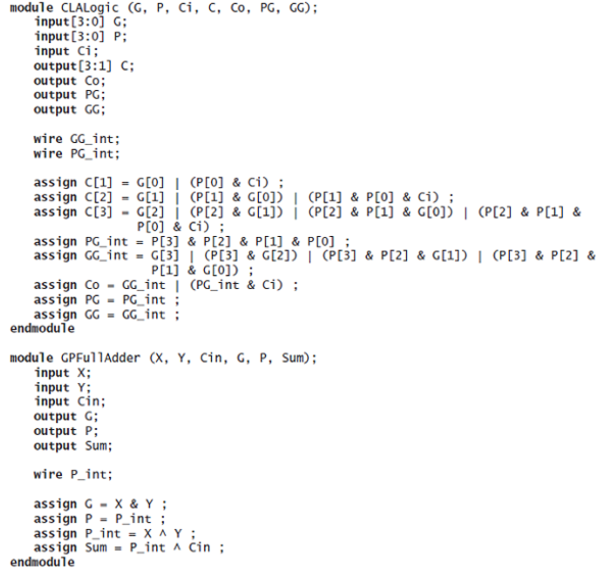 module CLALogic (G, P, Ci, C, Co, PG, GG);
input[3:0] G;
input[3:0] P;
input Ci;
output[3:1] C;
output Co;
output PG;
output GG;
wire GG_int;
wire PG_int;
assign C[1] = G[0] | (P[0] & Ci) ;
assign C[2] = G[1] | (P[1] & G[0]) | (P[1] & P[0] & Ci) ;
assign C[3] = G[2] | (P[2] & G[1]) | (P[2] & P[1] & G[0]) | (P[2] & P[1] &
P[0] & Ci) ;
assign PG_int = P[3] & P[2] & P[1] & P[0] ;
assign GG_int = G[3] | (P[3] & G[2]) | (P[3] & P[2] & G[1]) | (P[3] & P[2] &
P[1] & G[0]) ;
assign Co = GG_int | (PG_int & Ci) ;
assign PG = PG_int ;
assign GG = GG_int ;
endmodule
module GPFullAdder (X, Y, Cin, G, P, Sum);
input X;
input Y;
input Cin;
output G;
output P;
output Sum;
wire P_int;
assign G = X & Y ;
assign P = P_int ;
assign P_int = X ^ Y ;
assign Sum = P_int ^ Cin ;
endmodule